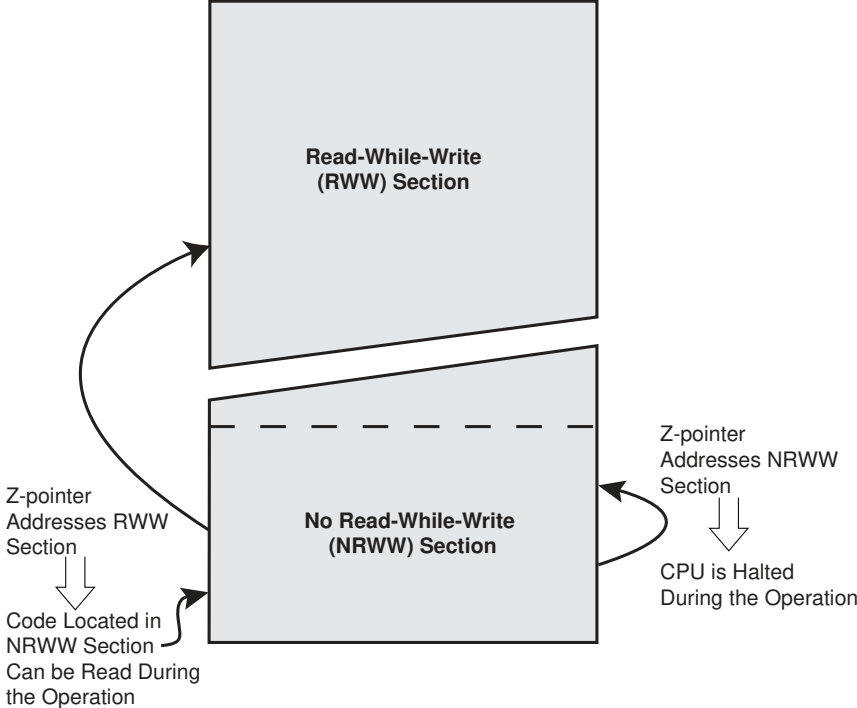 Read-While-Write
(RWW) Section
Z-pointer
Addresses NRWW
Section
Z-pointer
Addresses RWW
Section
No Read-While-Write
(NRWW) Section
CPU is Halted
During the Operation
Code Located in
NRWW Section
Can be Read During
the Operation